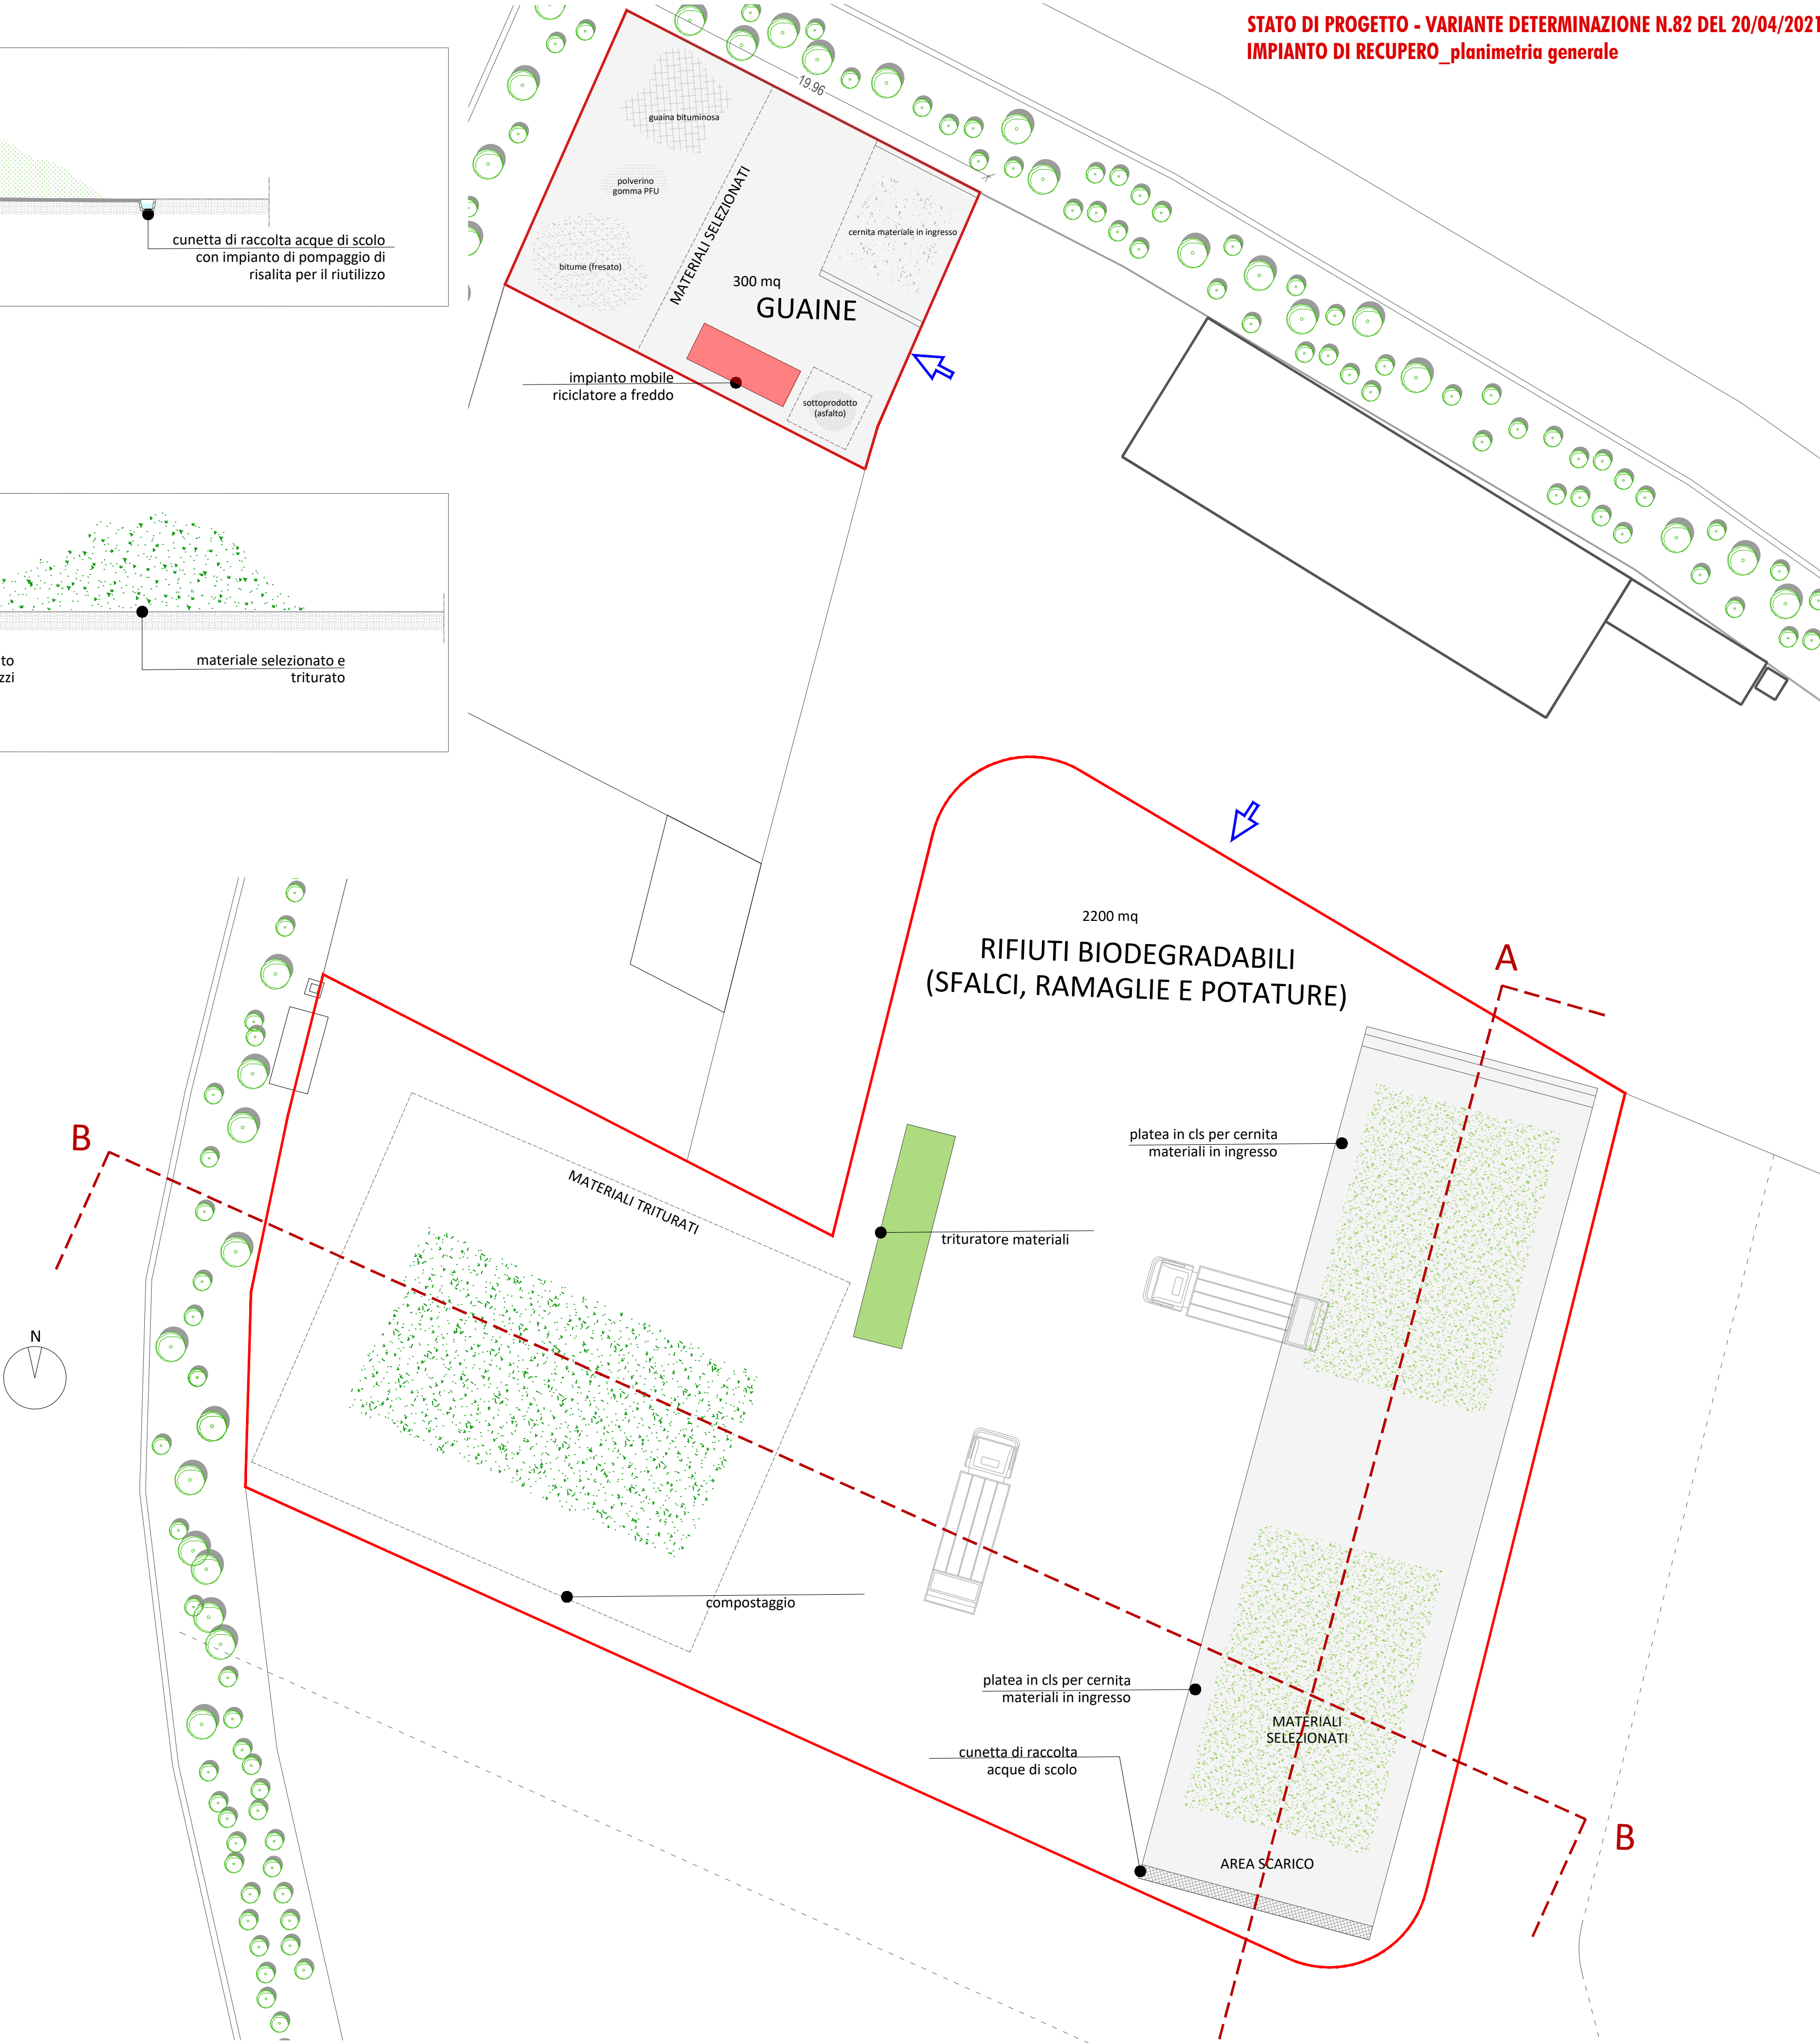 STATO DI PROGETTO - VARIANTE DETERMINAZIONE N.82 DEL 20/04/2021
IMPIANTO DI RECUPERO_planimetria generale
19.96
guaina bituminosa
polverino
gomma PFU
bitume (fresato)
MATERIALI SELEZIONATI
cernita materiale in ingresso
300 mq
GUAINE
impianto mobile
riciclatore a freddo
sottoprodotto
(asfalto)
cunetta di raccolta acque di scolo
con impianto di pompaggio di
risalita per il riutilizzo
to
zzi
materiale selezionato e
triturato
2200 mq
RIFIUTI BIODEGRADABILI
(SFALCI, RAMAGLIE E POTATURE)
A
B
platea in cls per cernita
materiali in ingresso
MATERIALI TRITURATI
trituratore materiali
N
compostaggio
platea in cls per cernita
materiali in ingresso
MATERIALI
SELEZIONATI
cunetta di raccolta
acque di scolo
B
AREA SCARICO